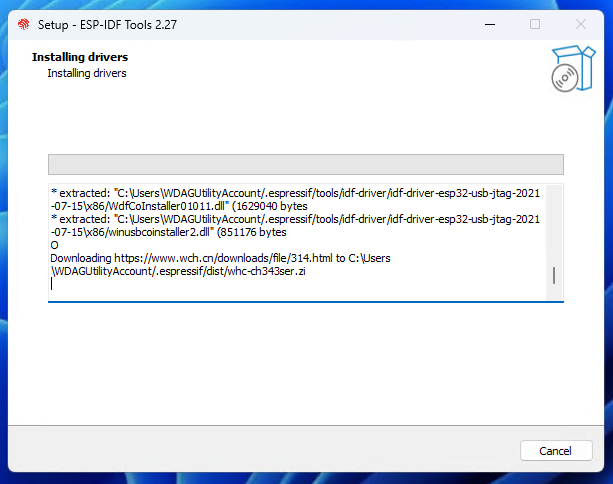 Setup - ESP-IDF Tools 2.27
Installing drivers
Installing drivers
* extracted: "C:\Users\WDAGUtilityAccount/.espressif/tools/idf-driver/idf-driver-esp32-usb-jtag-2021
-07-15\x86/WdfCoInstaller01011.dll" (1629040 bytes
* extracted: "C:\Users\WDAGUtilityAccount/.espressif/tools/idf-driver/idf-driver-esp32-usb-jtag-2021
-07-15\x86/winusbcoinstaller2.dll" (851176 bytes
O
Downloading https://www.wch.cn/downloads/file/314.html to C:\Users
\WDAGUtilityAccount/.espressif/dist/whc-ch343ser.zi
Cancel